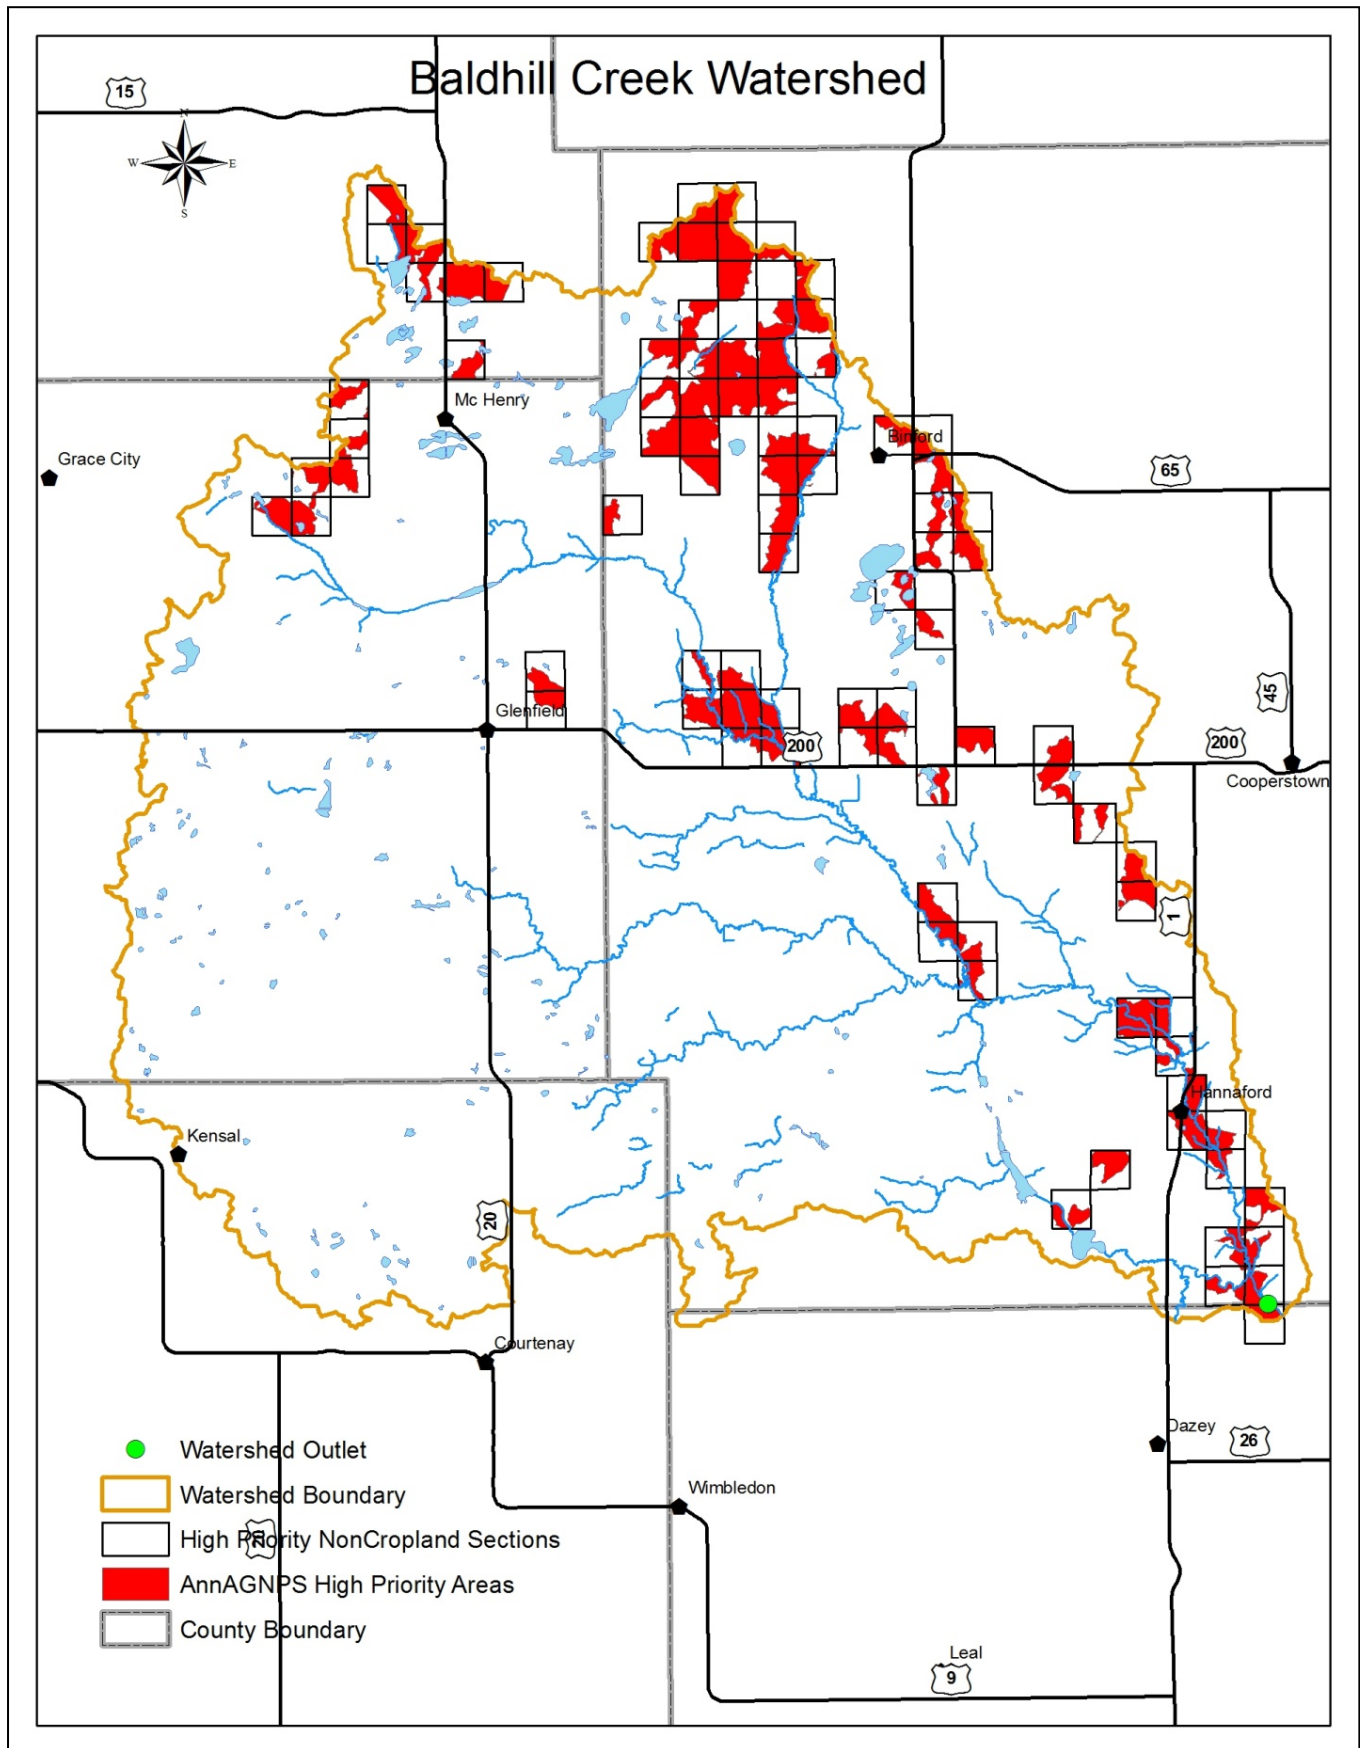 Baldhill Creek Watershed
15
N
W
E
S
Mc Henry
Grace City
Binford
65
45
Glenfield
200
200
Cooperstown
1
Hannaford
Kensal
20
Courtenay
Dazey
26
Watershed Outlet
Watershed Boundary
Wimbledon
High Priority NonCropland Sections
AnnAGNPS High Priority Areas
County Boundary
Leal
9